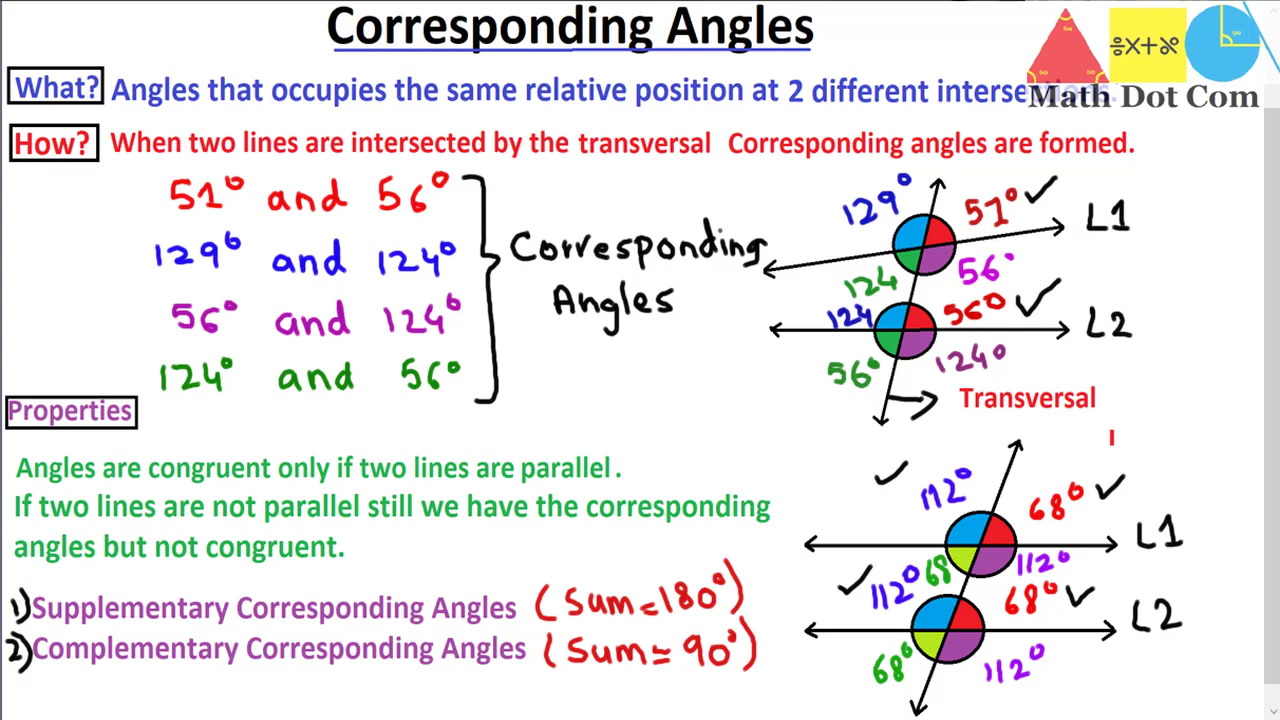 Corresponding Angles
÷x+%
Math Dot Com
What? Angles that occupies the same relative position at 2 different intersections.
How? When two lines are intersected by the transversal Corresponding angles are formed.
51° and 56°
129° and 124°
56° and 124°
124° and 56°
Corresponding
Angles
129°
51°
L1
124
56°
124
56°
L2
56°
124°
Transversal
Properties
Angles are congruent only if two lines are parallel.
If two lines are not parallel still we have the corresponding
angles but not congruent.
1) Supplementary Corresponding Angles (Sum=180°)
2) Complementary Corresponding Angles (Sum=90°)
112°
68°
L1
68
112°
112°
68°
L2
68°
112°